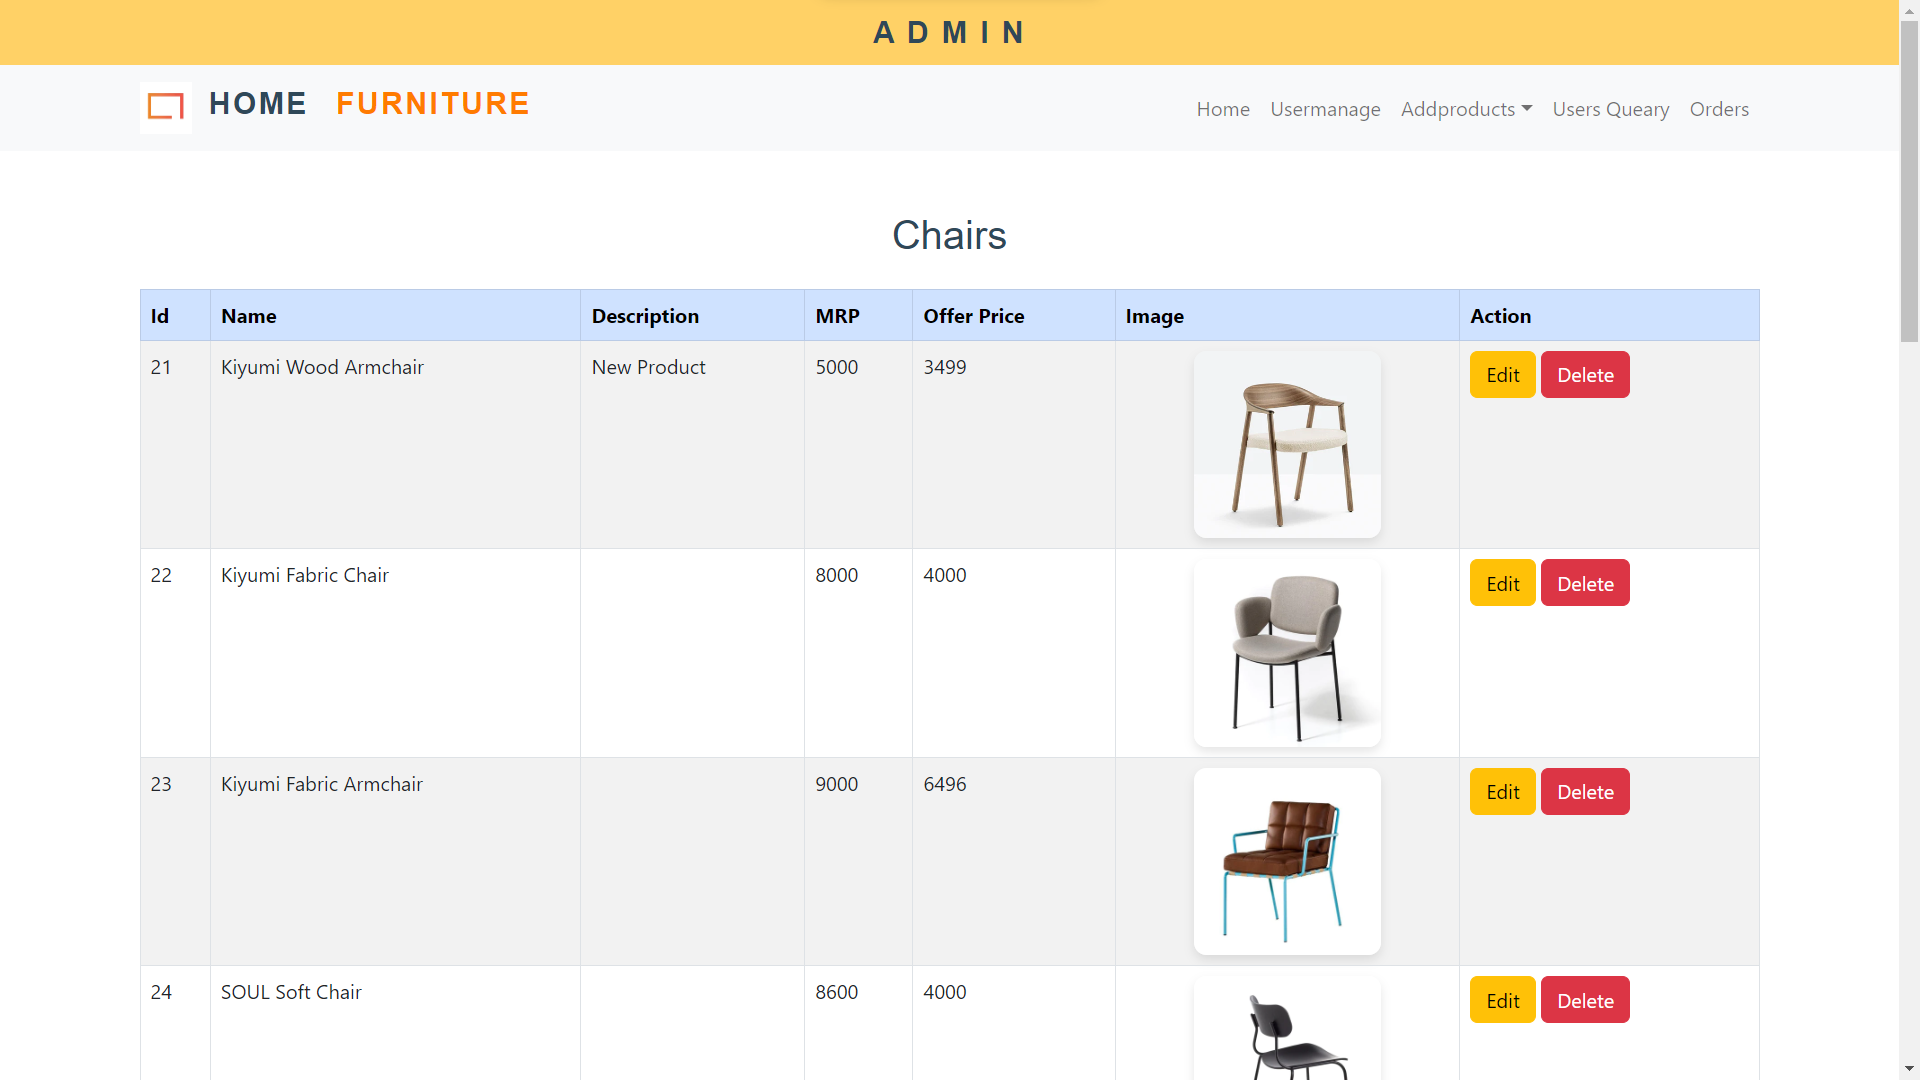 ADMIN
HOME FURNITURE
Home Usermanage Addproducts Users Queary Orders
Chairs
Id Name Description MRP Offer Price Image Action
21 Kiyumi Wood Armchair New Product 5000 3499 Edit Delete
22 Kiyumi Fabric Chair 8000 4000 Edit Delete
23 Kiyumi Fabric Armchair 9000 6496 Edit Delete
24 SOUL Soft Chair 8600 4000 Edit Delete